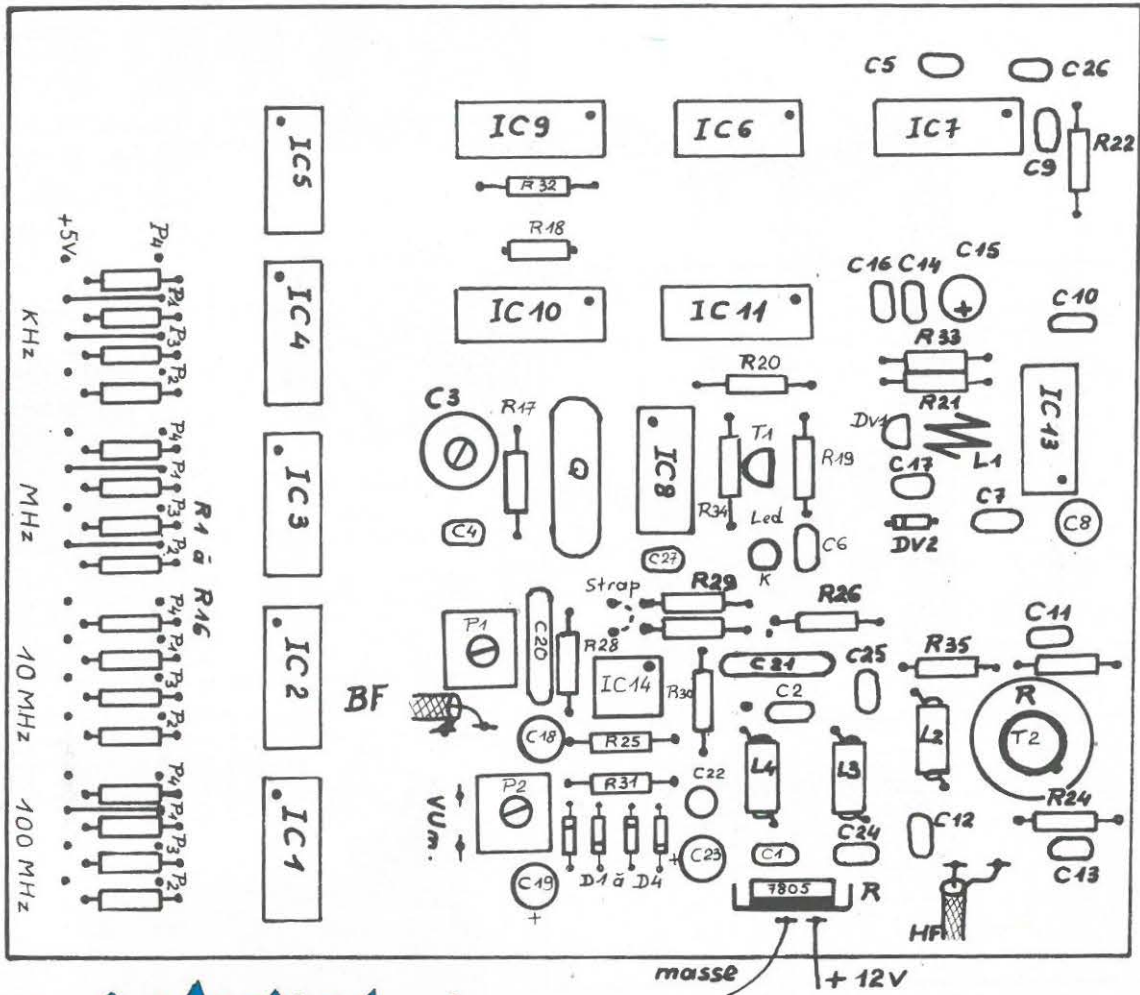 C5
C26
IC5
IC9
IC6
IC7
C9
R22
R32
R18
+5V
P4
IC4
IC10
IC11
C16
C14
C15
+
C10
P1
P3
P2
KHz
R33
R20
R21
C3
R17
Q
IC8
T1
R34
R19
DV1
L1
IC13
C17
C7
C8
DV2
P4
P1
P3
P2
MHz
R1 à R16
IC3
C4
C27
Led
K
C6
Strap
R29
R26
P1
C20
R28
IC14
R30
C21
C2
C25
R35
C11
R
T2
P4
P1
P3
P2
10 MHz
IC2
BF
C18
R25
L4
L3
L2
R31
C22
P2
VUm.
P4
P1
P3
P2
100 MHz
IC1
C19
+
D1 à D4
+
C23
C1
C24
7805
R
C12
R24
C13
HF
masse
+ 12V